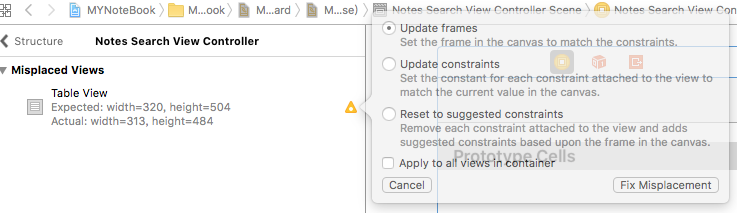 MYNoteBook M...ook M...ard M...se) Notes Search View Controller Scene Notes Search View Con
Structure Notes Search View Controller
Update frames
Set the frame in the canvas to match the constraints.
Misplaced Views
Update constraints
Set the constant for each constraint attached to the view to
match the current value in the canvas.
Table View
Expected: width=320, height=504
Actual: width=313, height=484
Reset to suggested constraints
Remove each constraint attached to the view and adds
suggested constraints based upon the frame in the canvas.
Prototype Cells
Apply to all views in container
Cancel Fix Misplacement